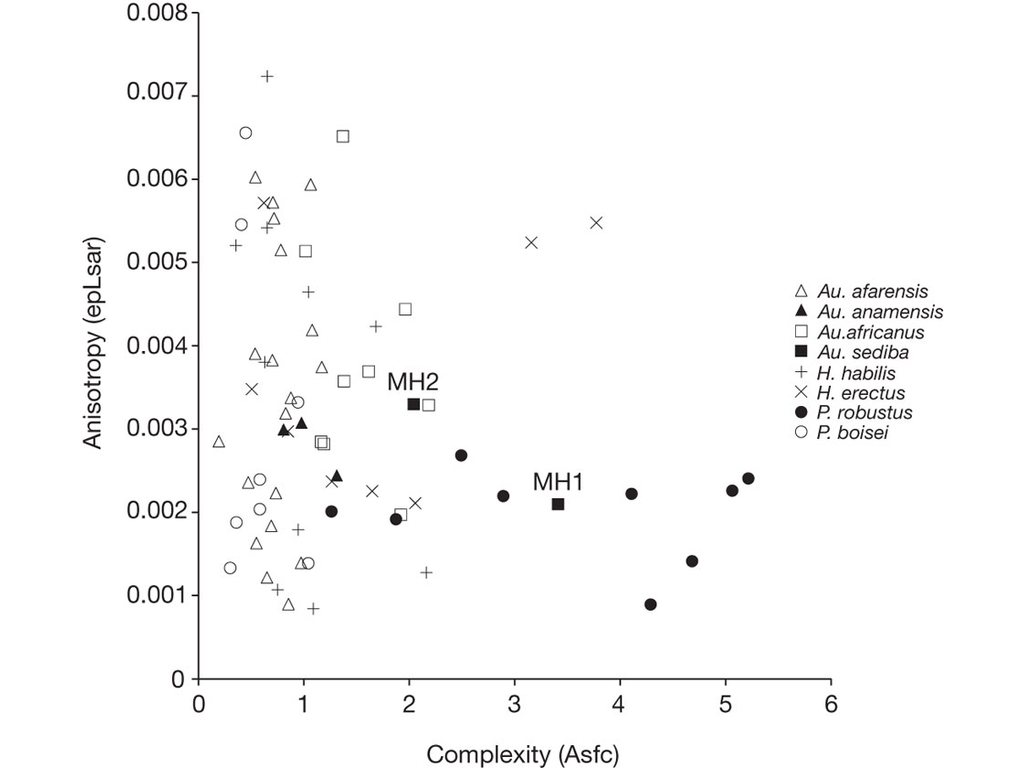 0.008
0.007
0.006
0.005
0.004
0.003
0.002
0.001
0
Anisotropy (epLsar)
MH2
MH1
Au. afarensis
Au. anamensis
Au.africanus
Au. sediba
H. habilis
H. erectus
P. robustus
P. boisei
0 1 2 3 4 5 6
Complexity (Asfc)